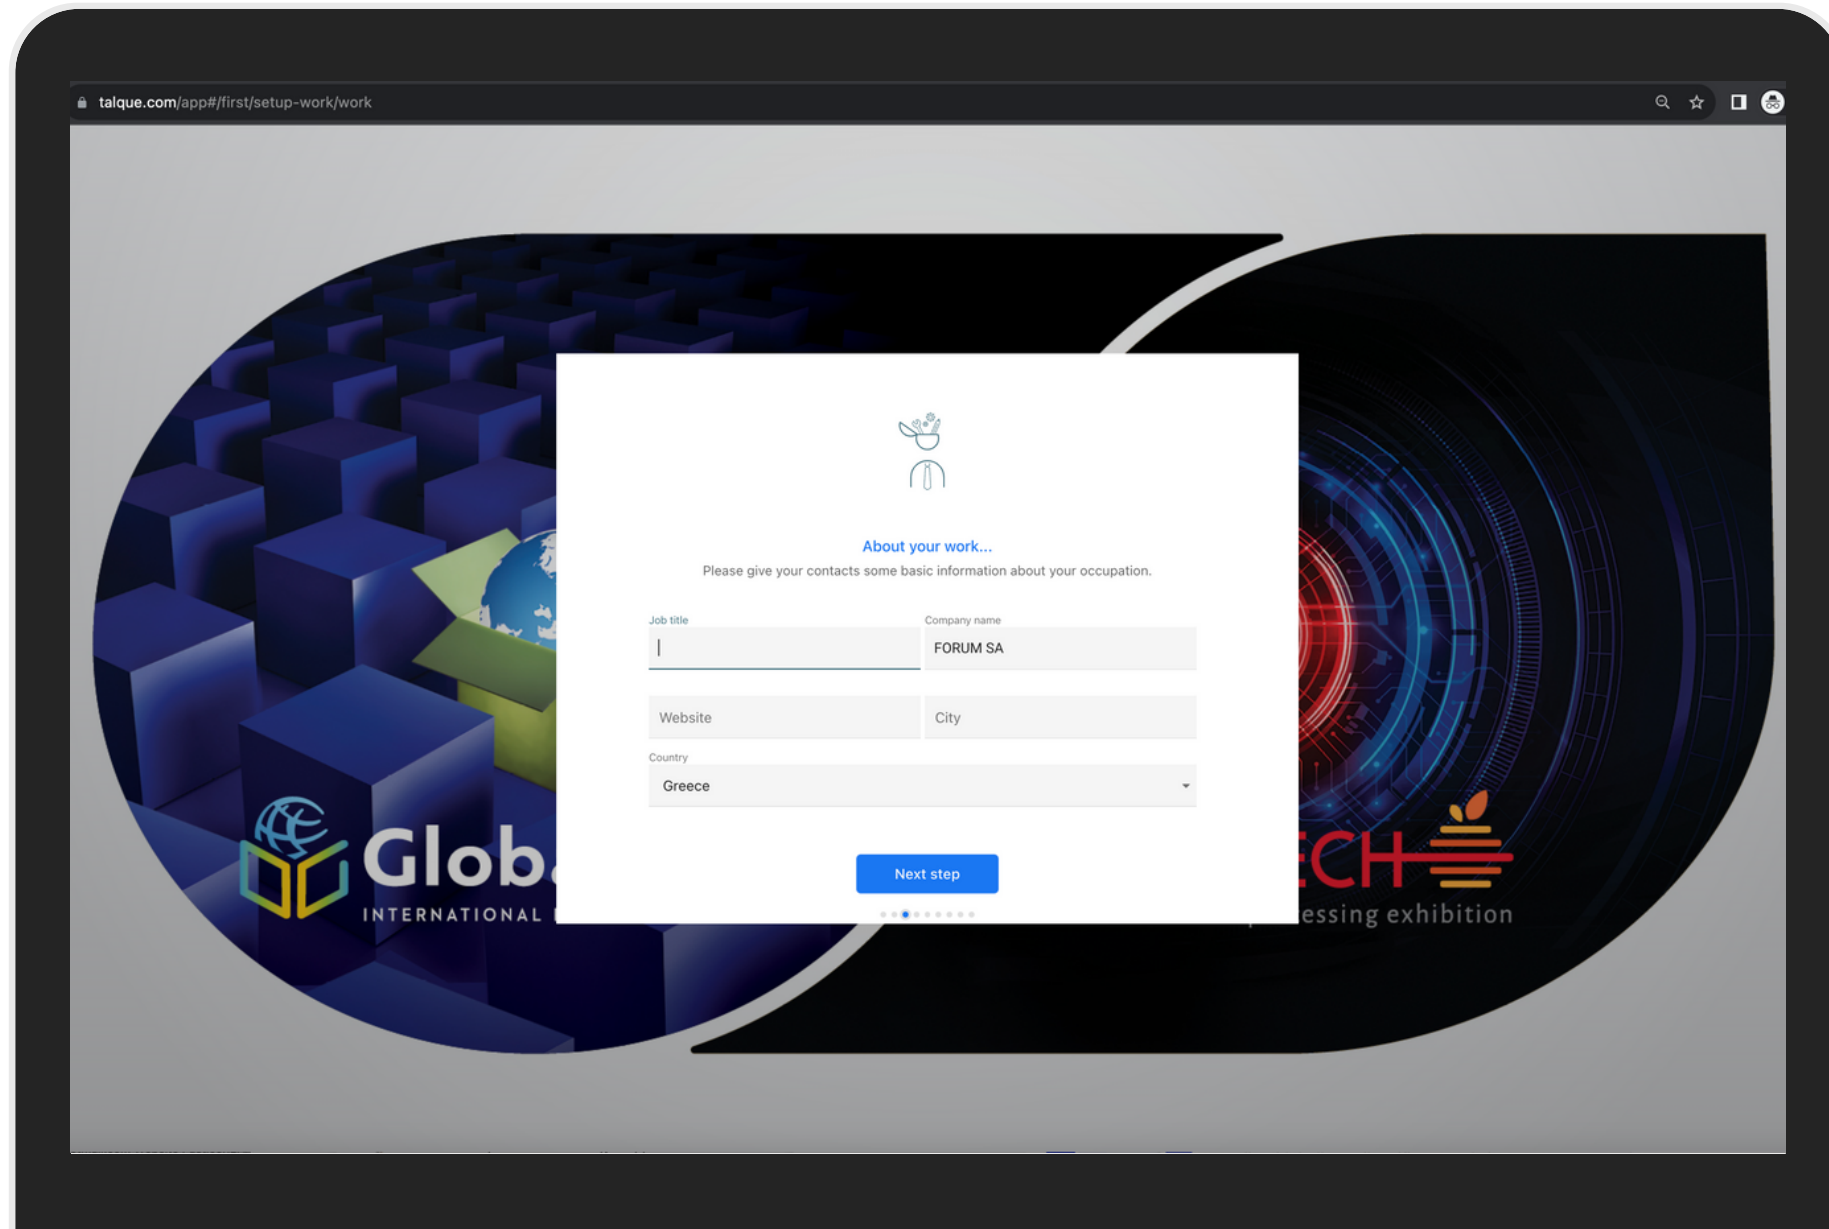 talque.com/app#/first/setup-work/work
About your work...
Please give your contacts some basic information about your occupation.
Job title
Company name
FORUM SA
Website
City
Country
Greece
Next step
Glob
ECH
INTERNATIONAL
essing exhibition